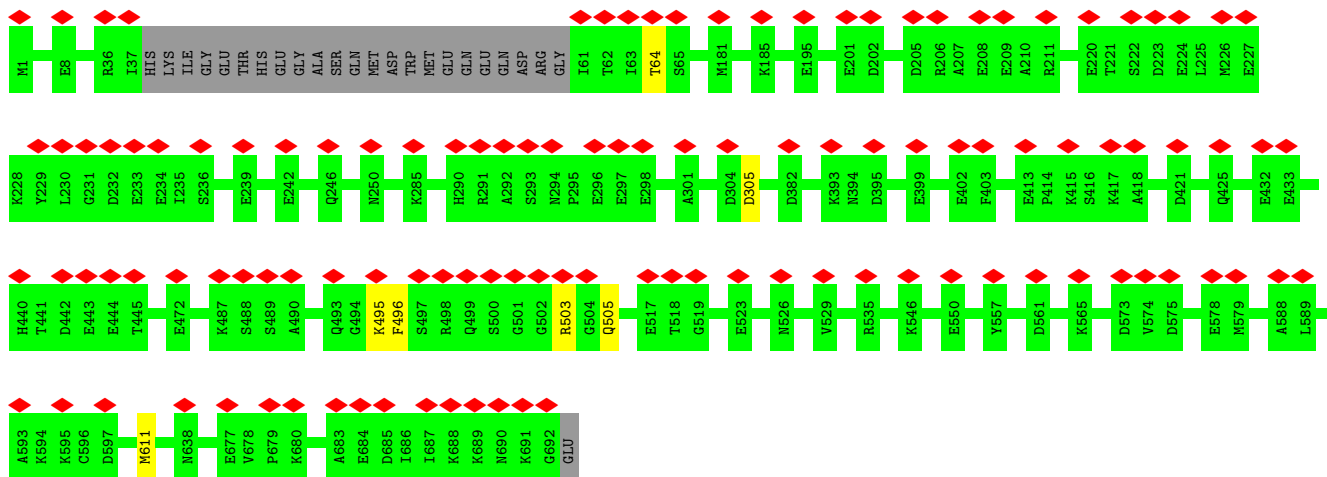 M1 E8 R36 I37 HIS LYS ILE GLY GLU THR HIS GLU GLY ALA SER GLN MET ASP TRP MET GLU GLN GLU GLN ASP ARG GLY I61 T62 I63 T64 S65 M181 K185 E195 E201 D202 D205 R206 A207 E208 E209 A210 R211 E220 T221 S222 D223 E224 L225 M226 E227
K228 Y229 L230 G231 D232 E233 E234 I235 S236 E239 E242 Q246 N250 K285 H290 R291 A292 S293 N294 P295 E296 E297 E298 A301 D304 D305 D382 K393 N394 D395 E399 E402 F403 E413 P414 K415 S416 K417 A418 D421 Q425 E432 E433
H440 T441 D442 E443 E444 T445 E472 K487 S488 S489 A490 Q493 G494 K495 F496 S497 R498 Q499 S500 G501 G502 R503 G504 Q505 E517 T518 G519 E523 N526 V529 R535 K546 E550 Y557 D561 K565 D573 V574 D575 E578 M579 A588 L589
A593 K594 K595 C596 D597 M611 N638 E677 V678 P679 K680 A683 E684 D685 I686 I687 K688 K689 N690 K691 G692 GLU